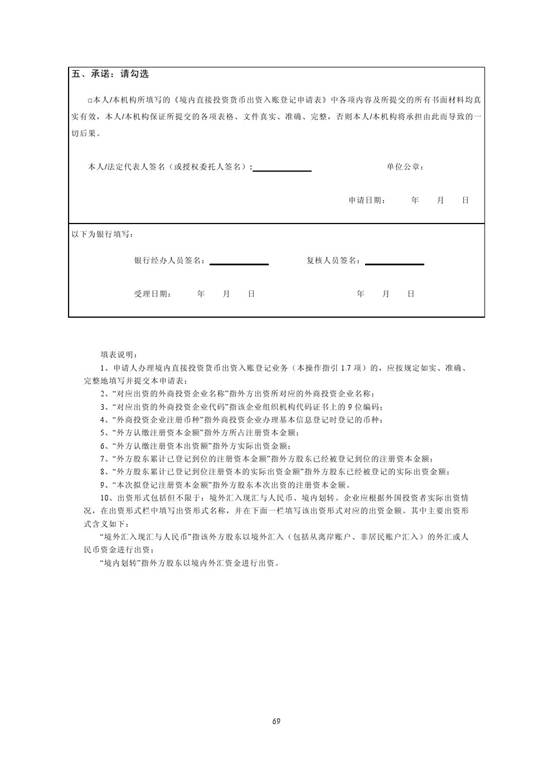 五、承诺：请勾选
□本人/本机构所填写的《境内直接投资货币出资入账登记申请表》中各项内容及所提交的所有书面材料均真
实有效，本人/本机构保证所提交的各项表格、文件真实、准确、完整，否则本人/本机构将承担由此而导致的一
切后果。
本人/法定代表人签名（或授权委托人签名）： 单位公章：
申请日期： 年 月 日
以下为银行填写：
银行经办人员签名： 复核人员签名：
受理日期： 年 月 日 年 月 日
填表说明：
1、申请人办理境内直接投资货币出资入账登记业务（本操作指引 1.7 项）的，应按规定如实、准确、
完整地填写并提交本申请表；
2、“对应出资的外商投资企业名称”指外方出资所对应的外商投资企业名称；
3、“对应出资的外商投资企业代码”指该企业组织机构代码证书上的 9 位编码；
4、“外商投资企业注册币种”指外商投资企业办理基本信息登记时登记的币种；
5、“外方认缴注册资本金额”指外方所占注册资本金额；
6、“外方认缴注册资本出资额”指外方实际出资金额；
7、“外方股东累计已登记到位的注册资本金额”指外方股东已经被登记到位的注册资本金额；
8、“外方股东累计已登记到位注册资本的实际出资金额”指外方股东已经被登记的实际出资金额；
9、“本次拟登记注册资本金额”指外方股东本次出资的注册资本金额。
10、出资形式包括但不限于：境外汇入现汇与人民币、境内划转。企业应根据外国投资者实际出资情
况，在出资形式栏中填写出资形式名称，并在下面一栏填写该出资形式对应的出资金额。其中主要出资形
式含义如下：
“境外汇入现汇与人民币”指该外方股东以境外汇入（包括从离岸账户、非居民账户汇入）的外汇或人
民币资金进行出资；
“境内划转”指外方股东以境内外汇资金进行出资。
69